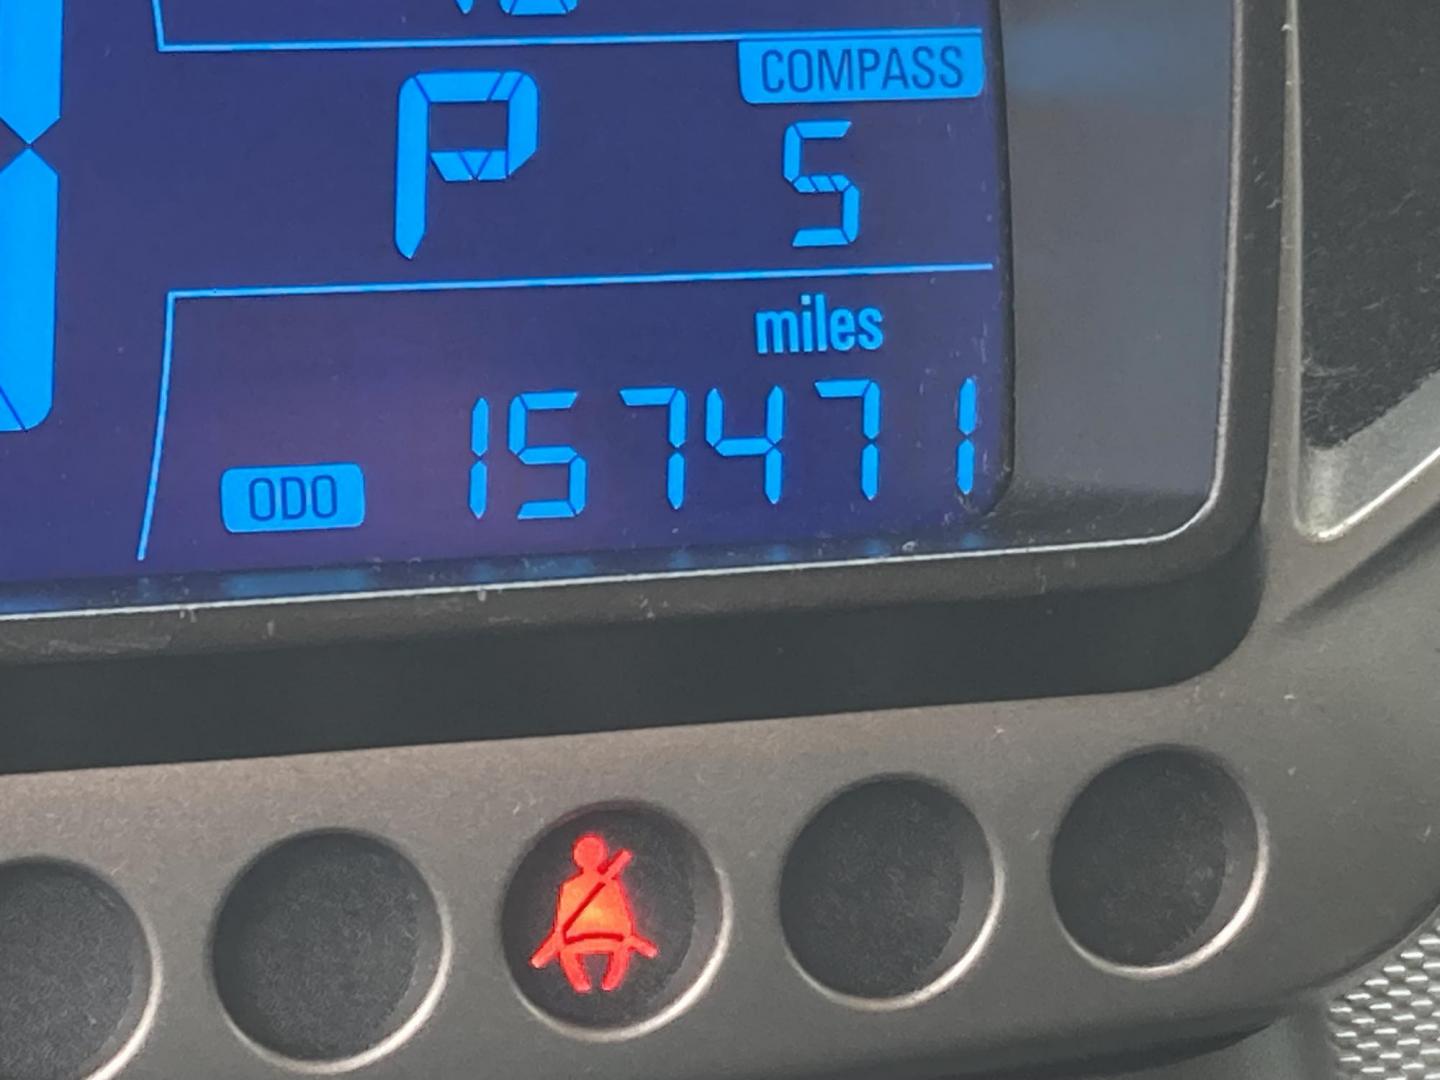 COMPASS
P S
miles
ODO 157471